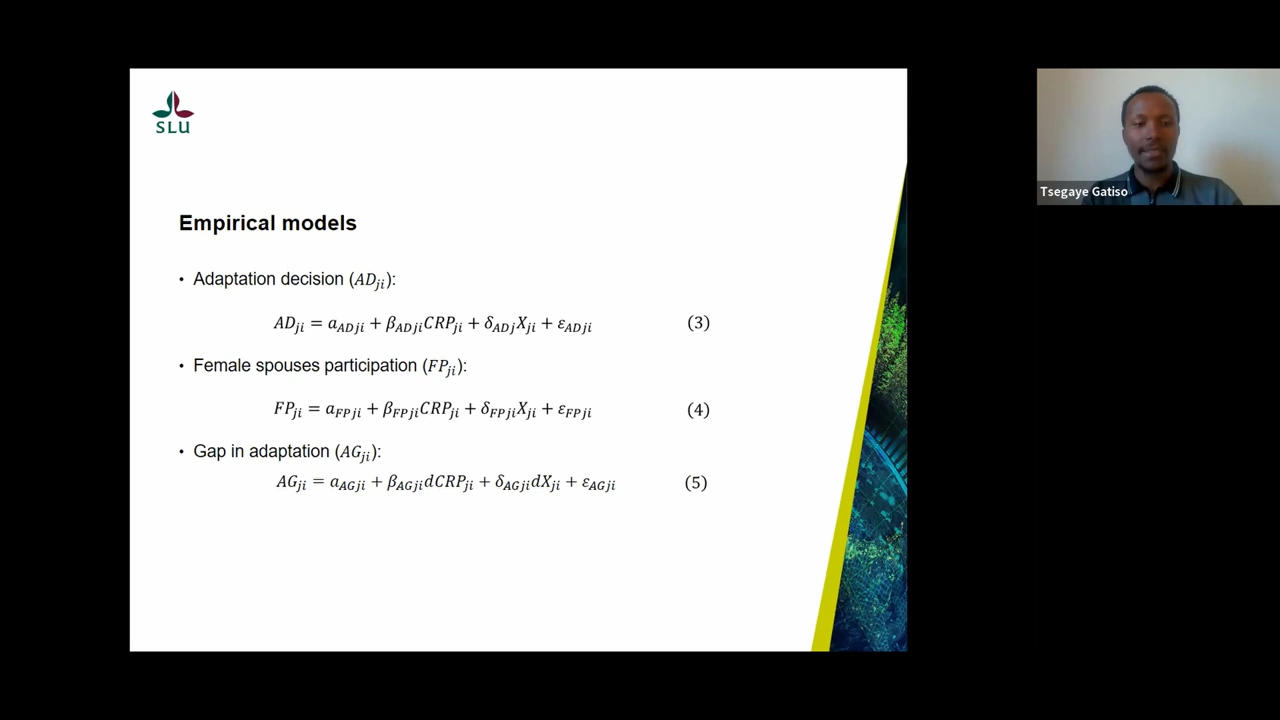 SLU
Empirical models
• Adaptation decision (AD_ji):
AD_ji = a_ADji + β_ADji CRP_ji + δ_ADj X_ji + ε_ADji (3)
• Female spouses participation (FP_ji):
FP_ji = a_FPji + β_FPji CRP_ji + δ_FPji X_ji + ε_FPji (4)
• Gap in adaptation (AG_ji):
AG_ji = a_AGji + β_AGji dCRP_ji + δ_AGji dX_ji + ε_AGji (5)
Tsegaye Gatiso